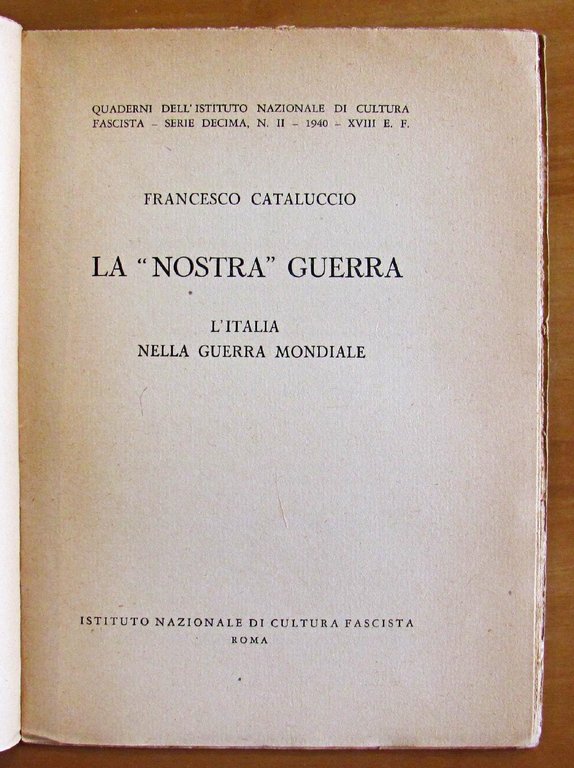 QUADERNI DELL'ISTITUTO NAZIONALE DI CULTURA
FASCISTA – SERIE DECIMA, N. II – 1940 – XVIII E. F.
FRANCESCO CATALUCCIO
LA “NOSTRA” GUERRA
L'ITALIA
NELLA GUERRA MONDIALE
ISTITUTO NAZIONALE DI CULTURA FASCISTA
ROMA